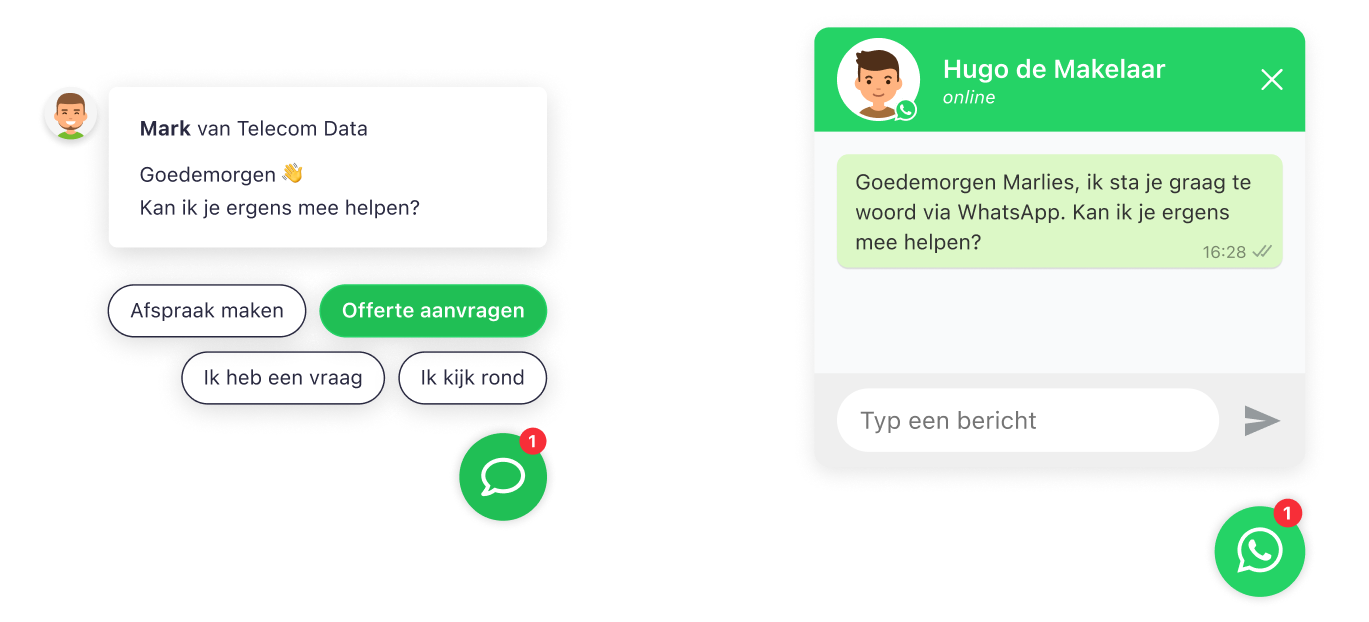 Mark van Telecom Data
Goedemorgen 👋
Kan ik je ergens mee helpen?
Afspraak maken
Offerte aanvragen
Ik heb een vraag
Ik kijk rond
1
Hugo de Makelaar
online
Goedemorgen Marlies, ik sta je graag te
woord via WhatsApp. Kan ik je ergens
mee helpen?
16:28
Typ een bericht
1